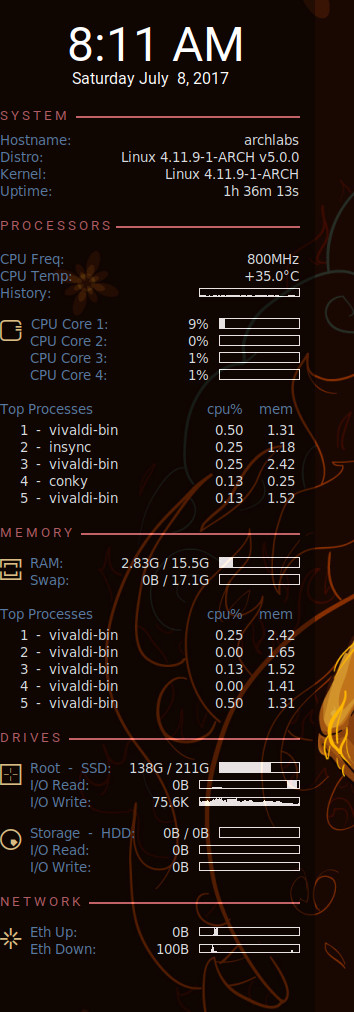 8:11 AM
Saturday July 8, 2017
SYSTEM
Hostname: archlabs
Distro: Linux 4.11.9-1-ARCH v5.0.0
Kernel: Linux 4.11.9-1-ARCH
Uptime: 1h 36m 13s
PROCESSORS
CPU Freq: 800MHz
CPU Temp: +35.0°C
History:
CPU Core 1: 9%
CPU Core 2: 0%
CPU Core 3: 1%
CPU Core 4: 1%
Top Processes cpu% mem
1 - vivaldi-bin 0.50 1.31
2 - insync 0.25 1.18
3 - vivaldi-bin 0.25 2.42
4 - conky 0.13 0.25
5 - vivaldi-bin 0.13 1.52
MEMORY
RAM: 2.83G / 15.5G
Swap: 0B / 17.1G
Top Processes cpu% mem
1 - vivaldi-bin 0.25 2.42
2 - vivaldi-bin 0.00 1.65
3 - vivaldi-bin 0.13 1.52
4 - vivaldi-bin 0.00 1.41
5 - vivaldi-bin 0.50 1.31
DRIVES
Root - SSD: 138G / 211G
I/O Read: 0B
I/O Write: 75.6K
Storage - HDD: 0B / 0B
I/O Read: 0B
I/O Write: 0B
NETWORK
Eth Up: 0B
Eth Down: 100B